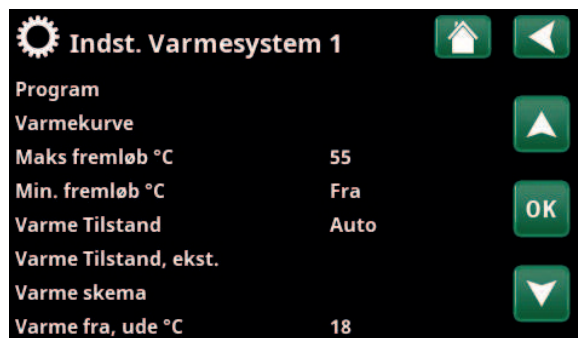 Indst. Varmesystem 1
Program
Varmekurve
Maks fremløb °C 55
Min. fremløb °C Fra
Varme Tilstand Auto
OK
Varme Tilstand, ekst.
Varme skema
Varme fra, ude °C 18